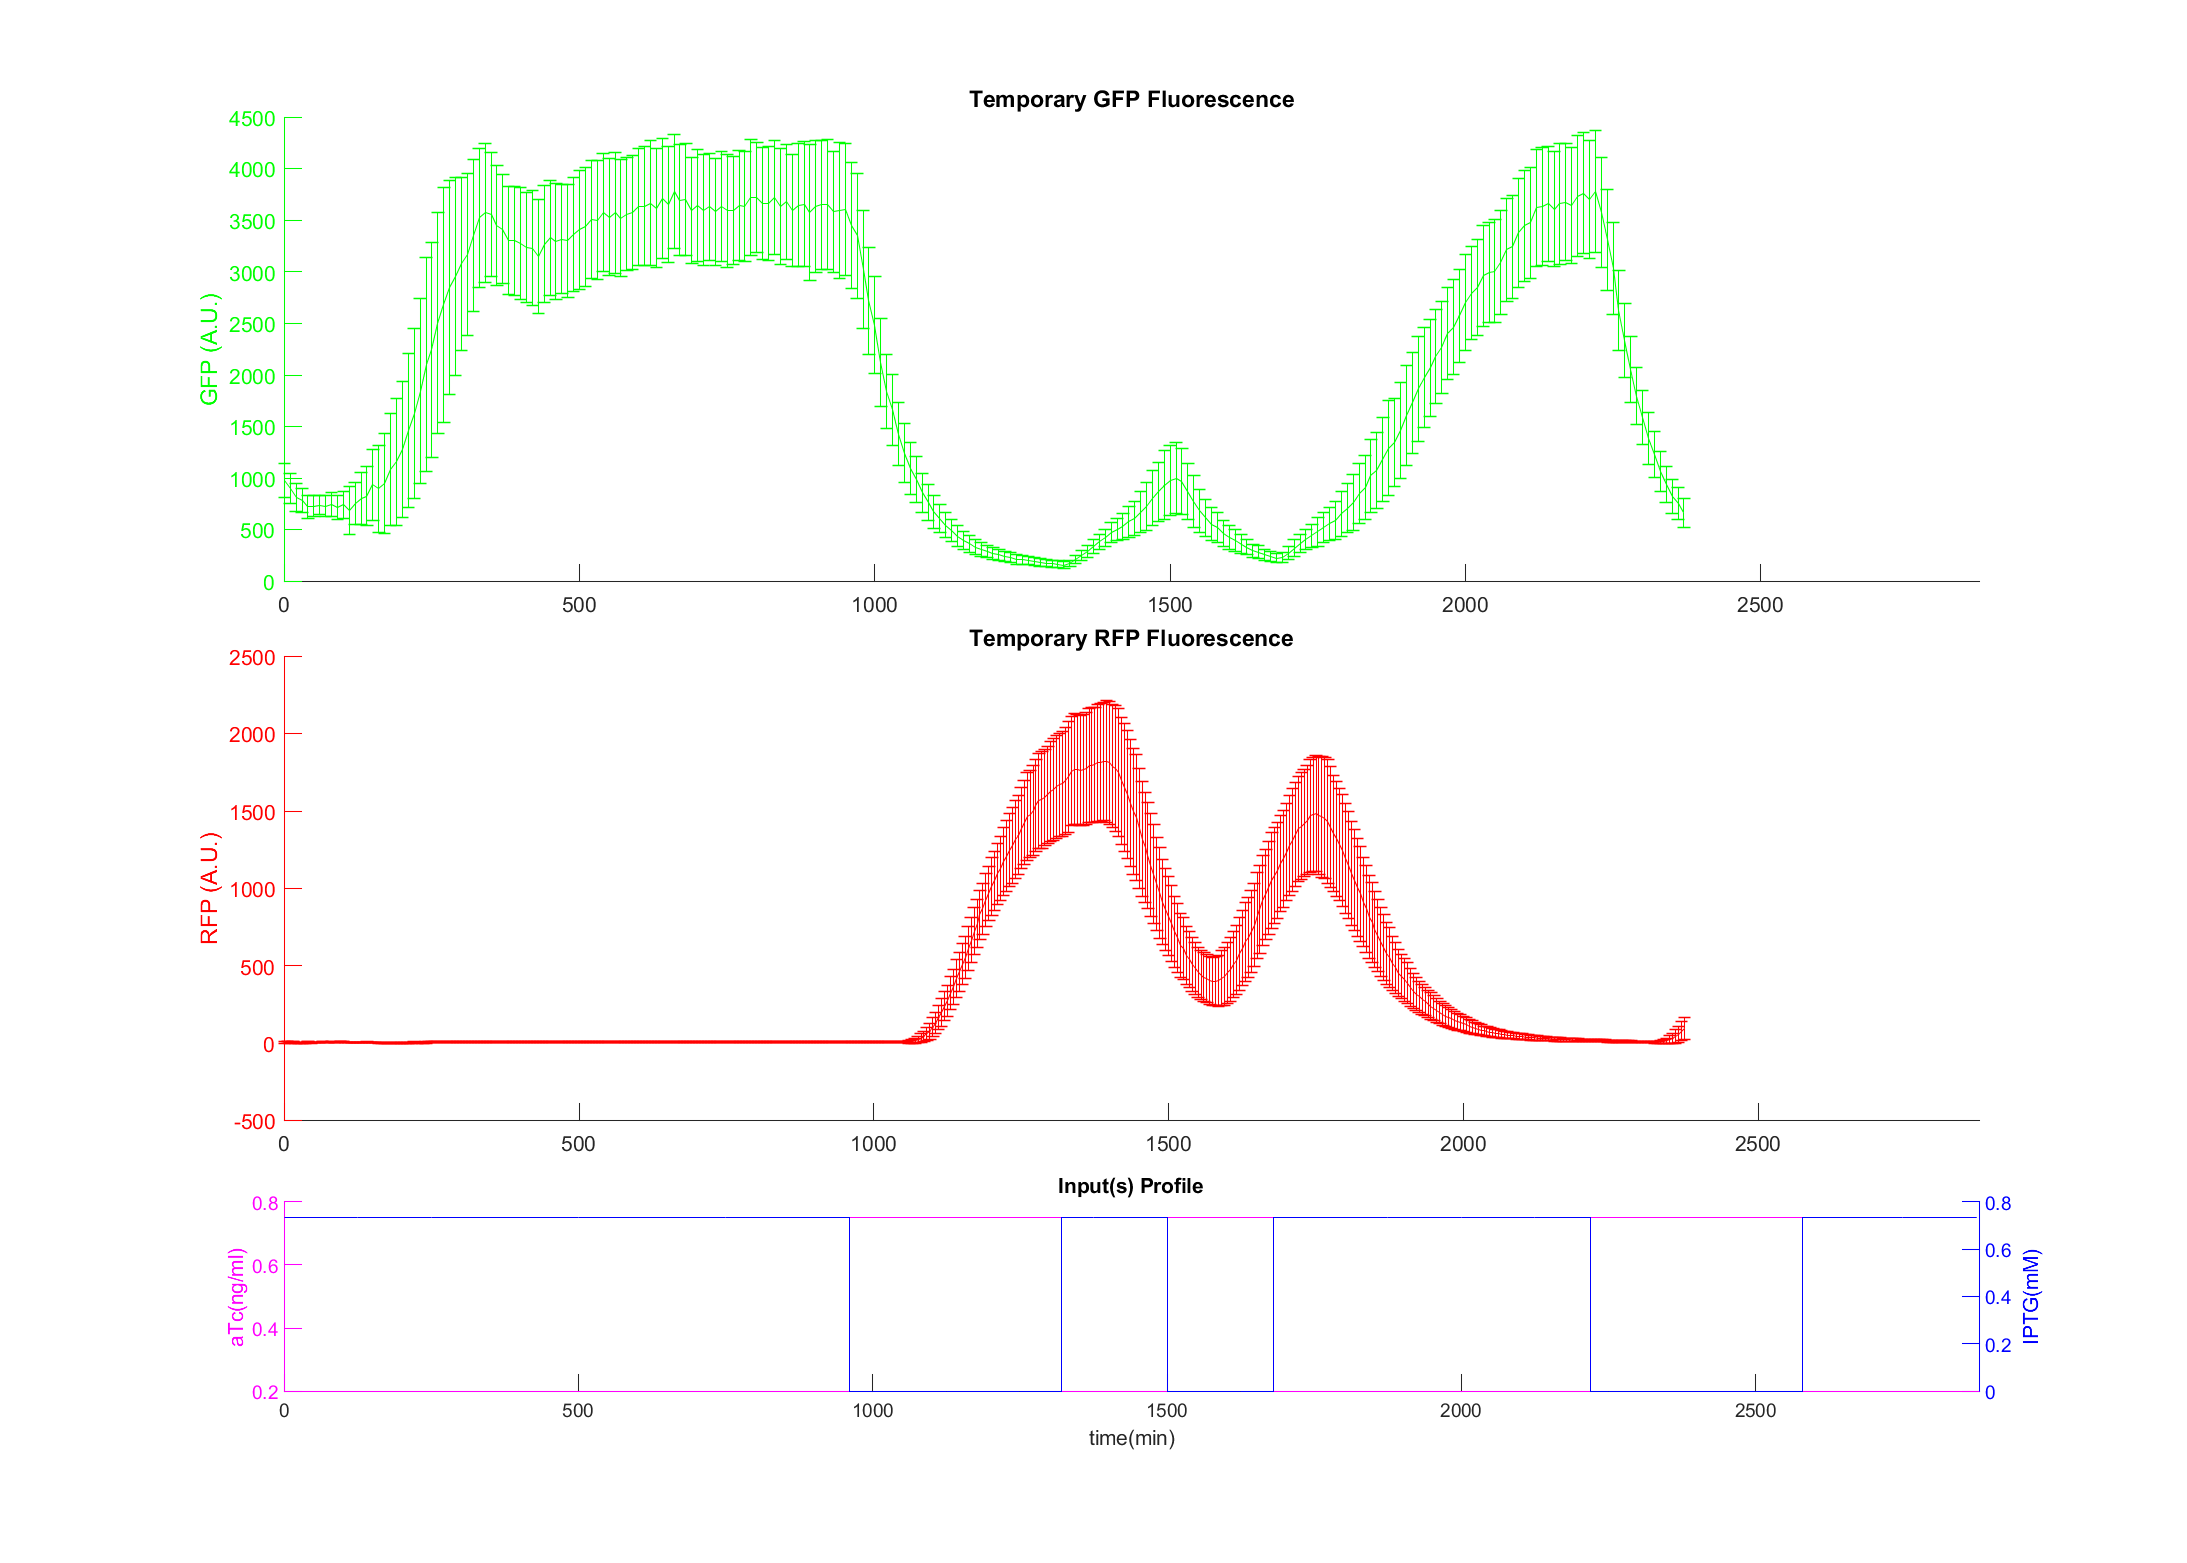 Temporary GFP Fluorescence
4500
4000
3500
3000
2500
2000
1500
1000
500
0
GFP (A.U.)
0 500 1000 1500 2000 2500
Temporary RFP Fluorescence
2500
2000
1500
1000
500
0
-500
RFP (A.U.)
0 500 1000 1500 2000 2500
Input(s) Profile
0.8
0.6
0.4
0.2
aTc(ng/ml)
0.8
0.6
0.4
0.2
0
IPTG(mM)
0 500 1000 1500 2000 2500
time(min)